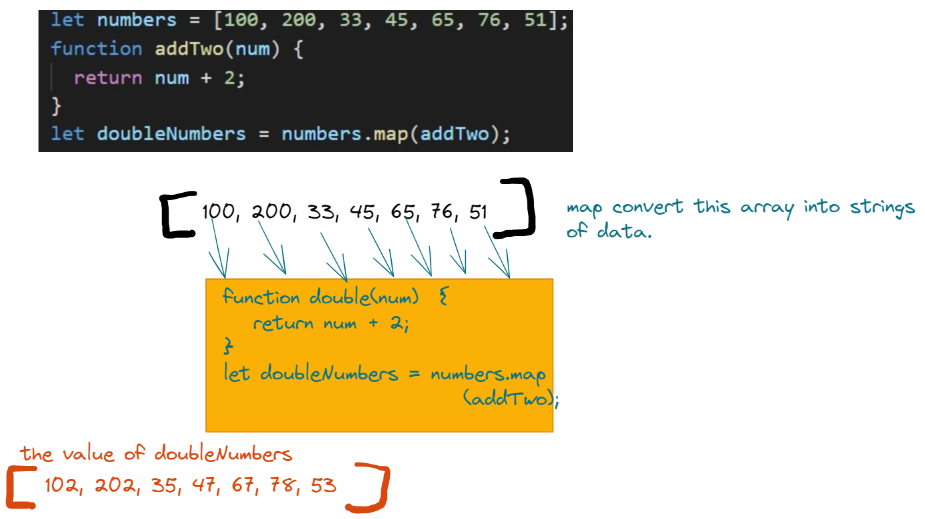 let numbers = [100, 200, 33, 45, 65, 76, 51];
function addTwo(num) {
return num + 2;
}
let doubleNumbers = numbers.map(addTwo);
[100, 200, 33, 45, 65, 76, 51]
map convert this array into strings
of data.
function double(num) {
return num + 2;
}
let doubleNumbers = numbers.map
(addTwo);
the value of doubleNumbers
[102, 202, 35, 47, 67, 78, 53]